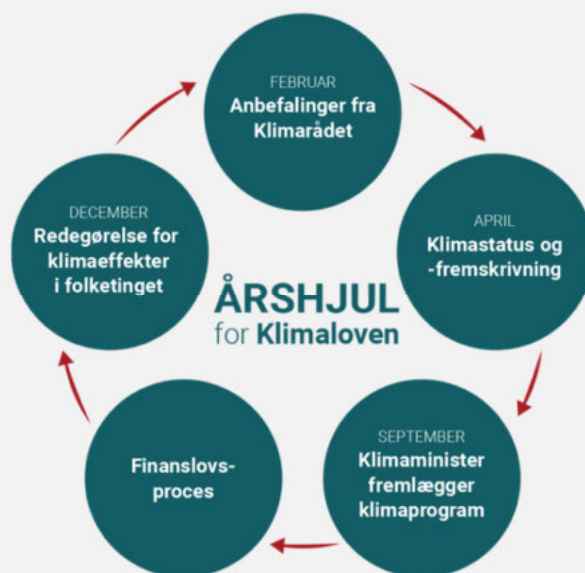 FEBRUAR
Anbefalinger fra
Klimarådet
APRIL
Klimastatus og
-fremskrivning
SEPTEMBER
Klimaminister
fremlægger
klimaprogram
Finanslovs-
proces
DECEMBER
Redegørelse for
klimaeffekter
i folketinget
ÅRSHJUL
for Klimaloven